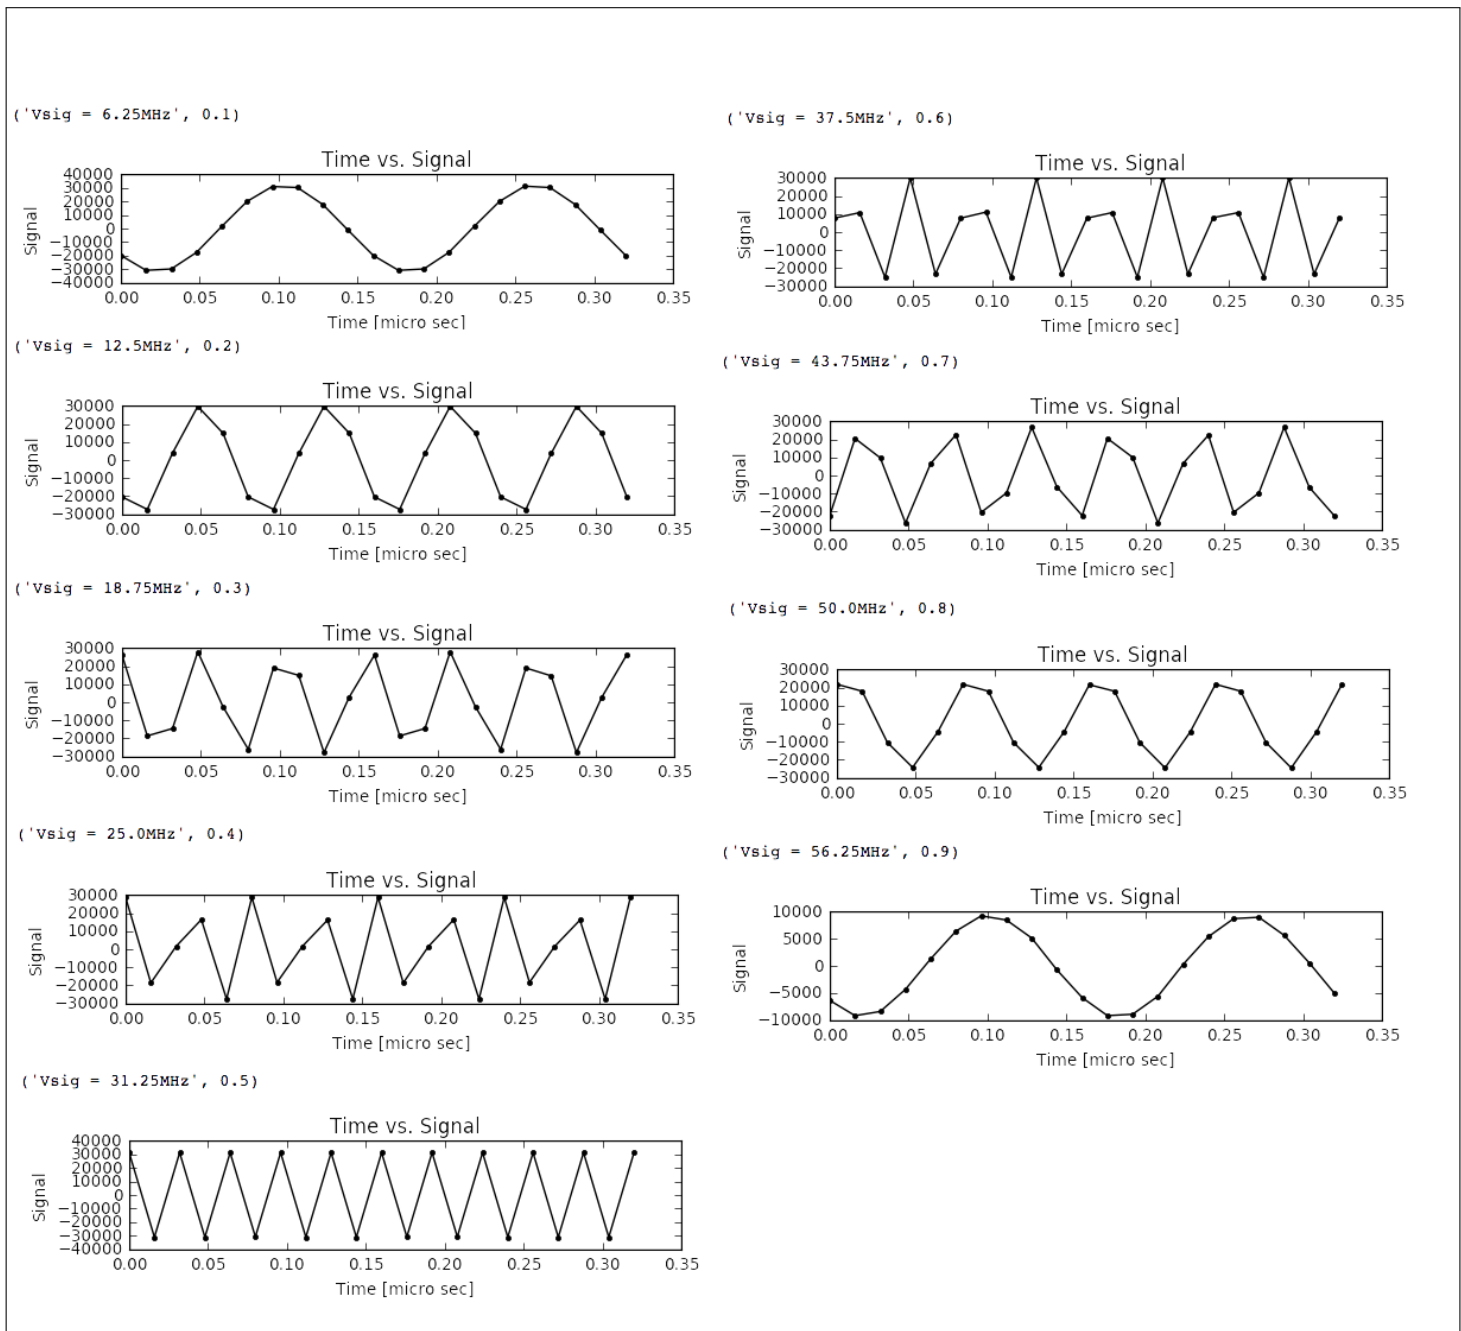 ('Vsig = 6.25MHz', 0.1)
Time vs. Signal
40000
30000
20000
10000
0
−10000
−20000
−30000
−40000
Signal
0.00 0.05 0.10 0.15 0.20 0.25 0.30 0.35
Time [micro sec]
('Vsig = 12.5MHz', 0.2)
Time vs. Signal
30000
20000
10000
0
−10000
−20000
−30000
Signal
0.00 0.05 0.10 0.15 0.20 0.25 0.30 0.35
Time [micro sec]
('Vsig = 18.75MHz', 0.3)
Time vs. Signal
30000
20000
10000
0
−10000
−20000
−30000
Signal
0.00 0.05 0.10 0.15 0.20 0.25 0.30 0.35
Time [micro sec]
('Vsig = 25.0MHz', 0.4)
Time vs. Signal
30000
20000
10000
0
−10000
−20000
−30000
Signal
0.00 0.05 0.10 0.15 0.20 0.25 0.30 0.35
Time [micro sec]
('Vsig = 31.25MHz', 0.5)
Time vs. Signal
40000
30000
20000
10000
0
−10000
−20000
−30000
−40000
Signal
0.00 0.05 0.10 0.15 0.20 0.25 0.30 0.35
Time [micro sec]
('Vsig = 37.5MHz', 0.6)
Time vs. Signal
30000
20000
10000
0
−10000
−20000
−30000
Signal
0.00 0.05 0.10 0.15 0.20 0.25 0.30 0.35
Time [micro sec]
('Vsig = 43.75MHz', 0.7)
Time vs. Signal
30000
20000
10000
0
−10000
−20000
−30000
Signal
0.00 0.05 0.10 0.15 0.20 0.25 0.30 0.35
Time [micro sec]
('Vsig = 50.0MHz', 0.8)
Time vs. Signal
30000
20000
10000
0
−10000
−20000
−30000
Signal
0.00 0.05 0.10 0.15 0.20 0.25 0.30 0.35
Time [micro sec]
('Vsig = 56.25MHz', 0.9)
Time vs. Signal
10000
5000
0
−5000
−10000
Signal
0.00 0.05 0.10 0.15 0.20 0.25 0.30 0.35
Time [micro sec]